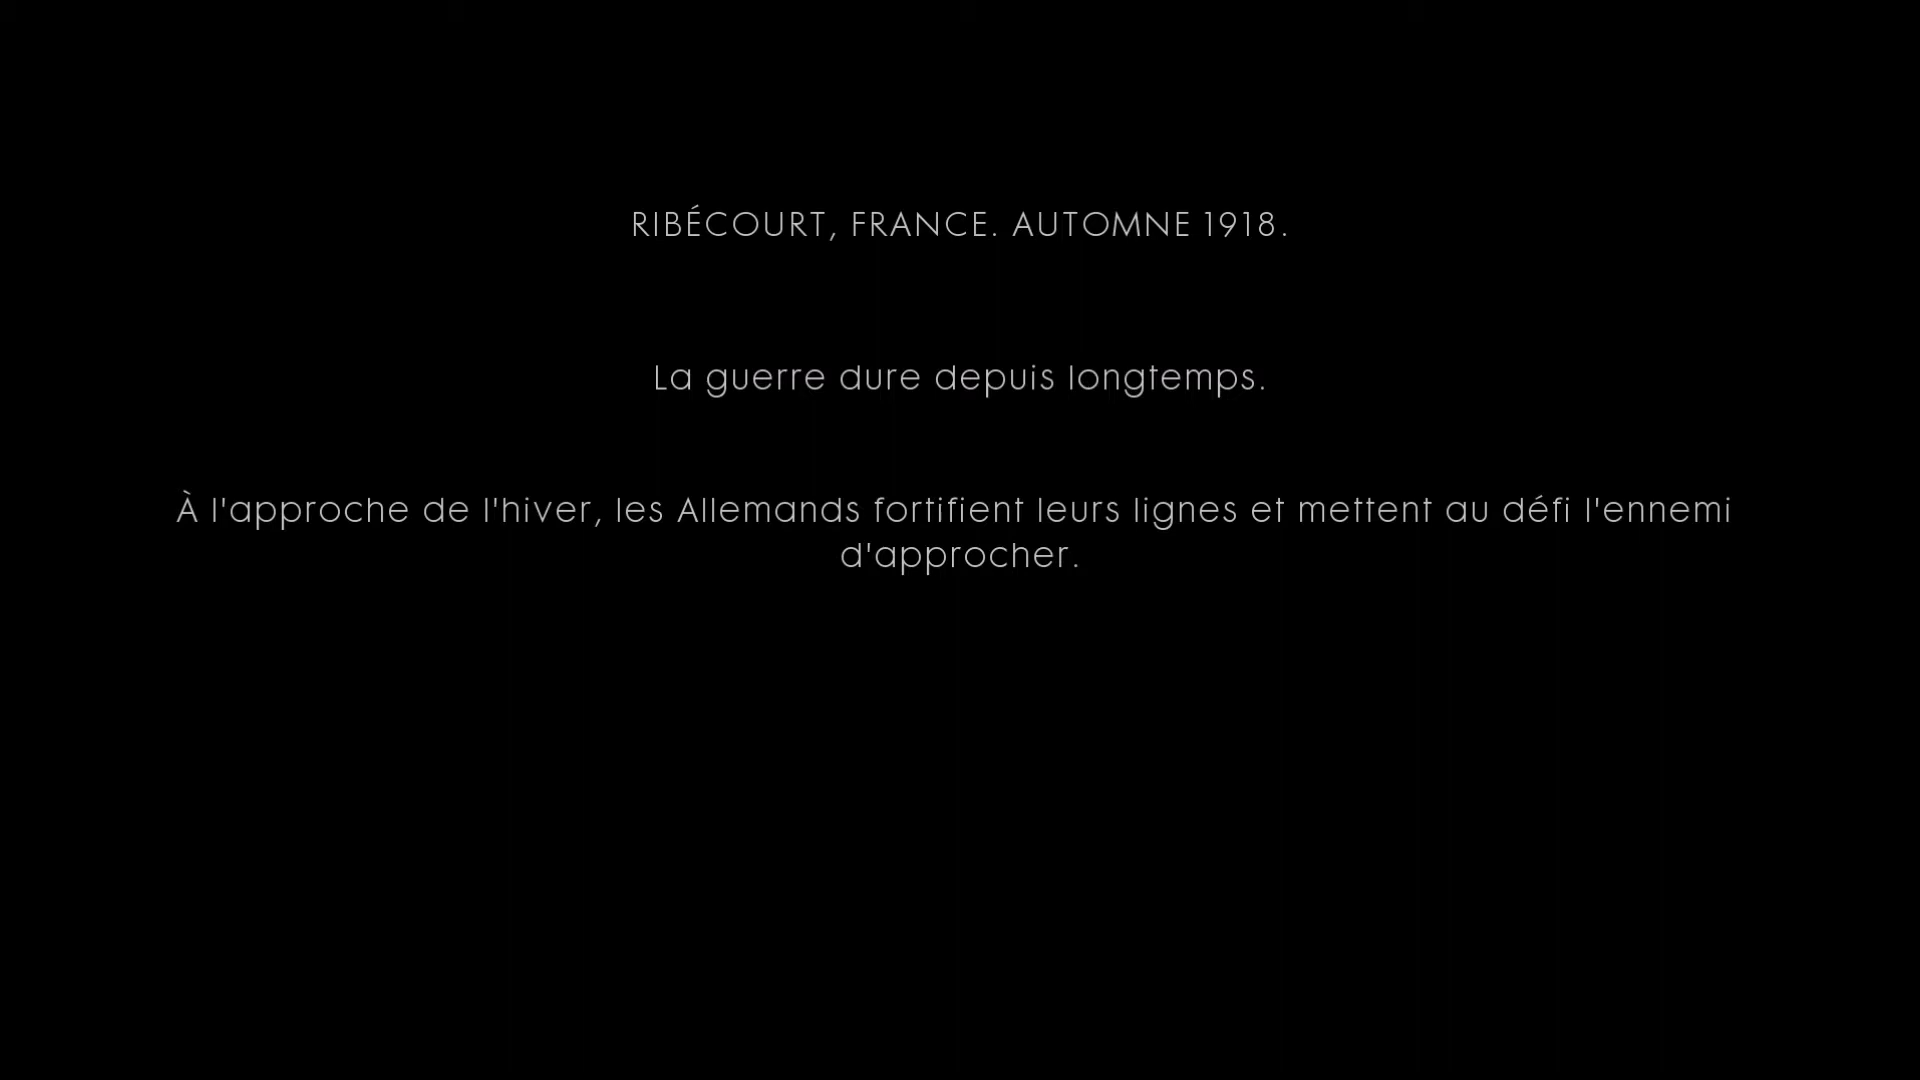 RIBÉCOURT, FRANCE. AUTOMNE 1918.
La guerre dure depuis longtemps.
À l'approche de l'hiver, les Allemands fortifient leurs lignes et mettent au défi l'ennemi
d'approcher.